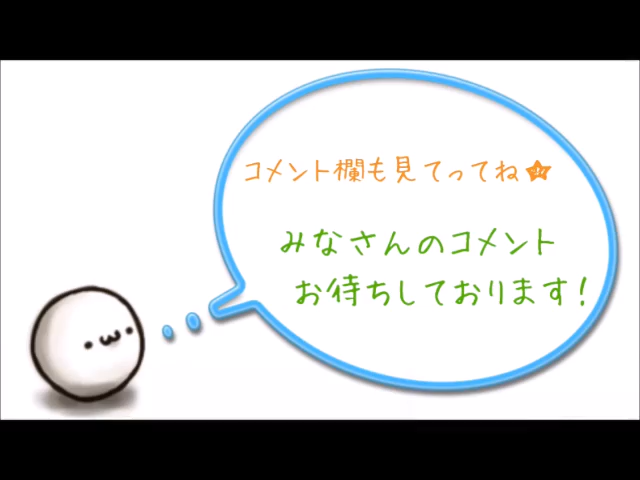 コメント欄も見てってね★
みなさんのコメント
お待ちしております!